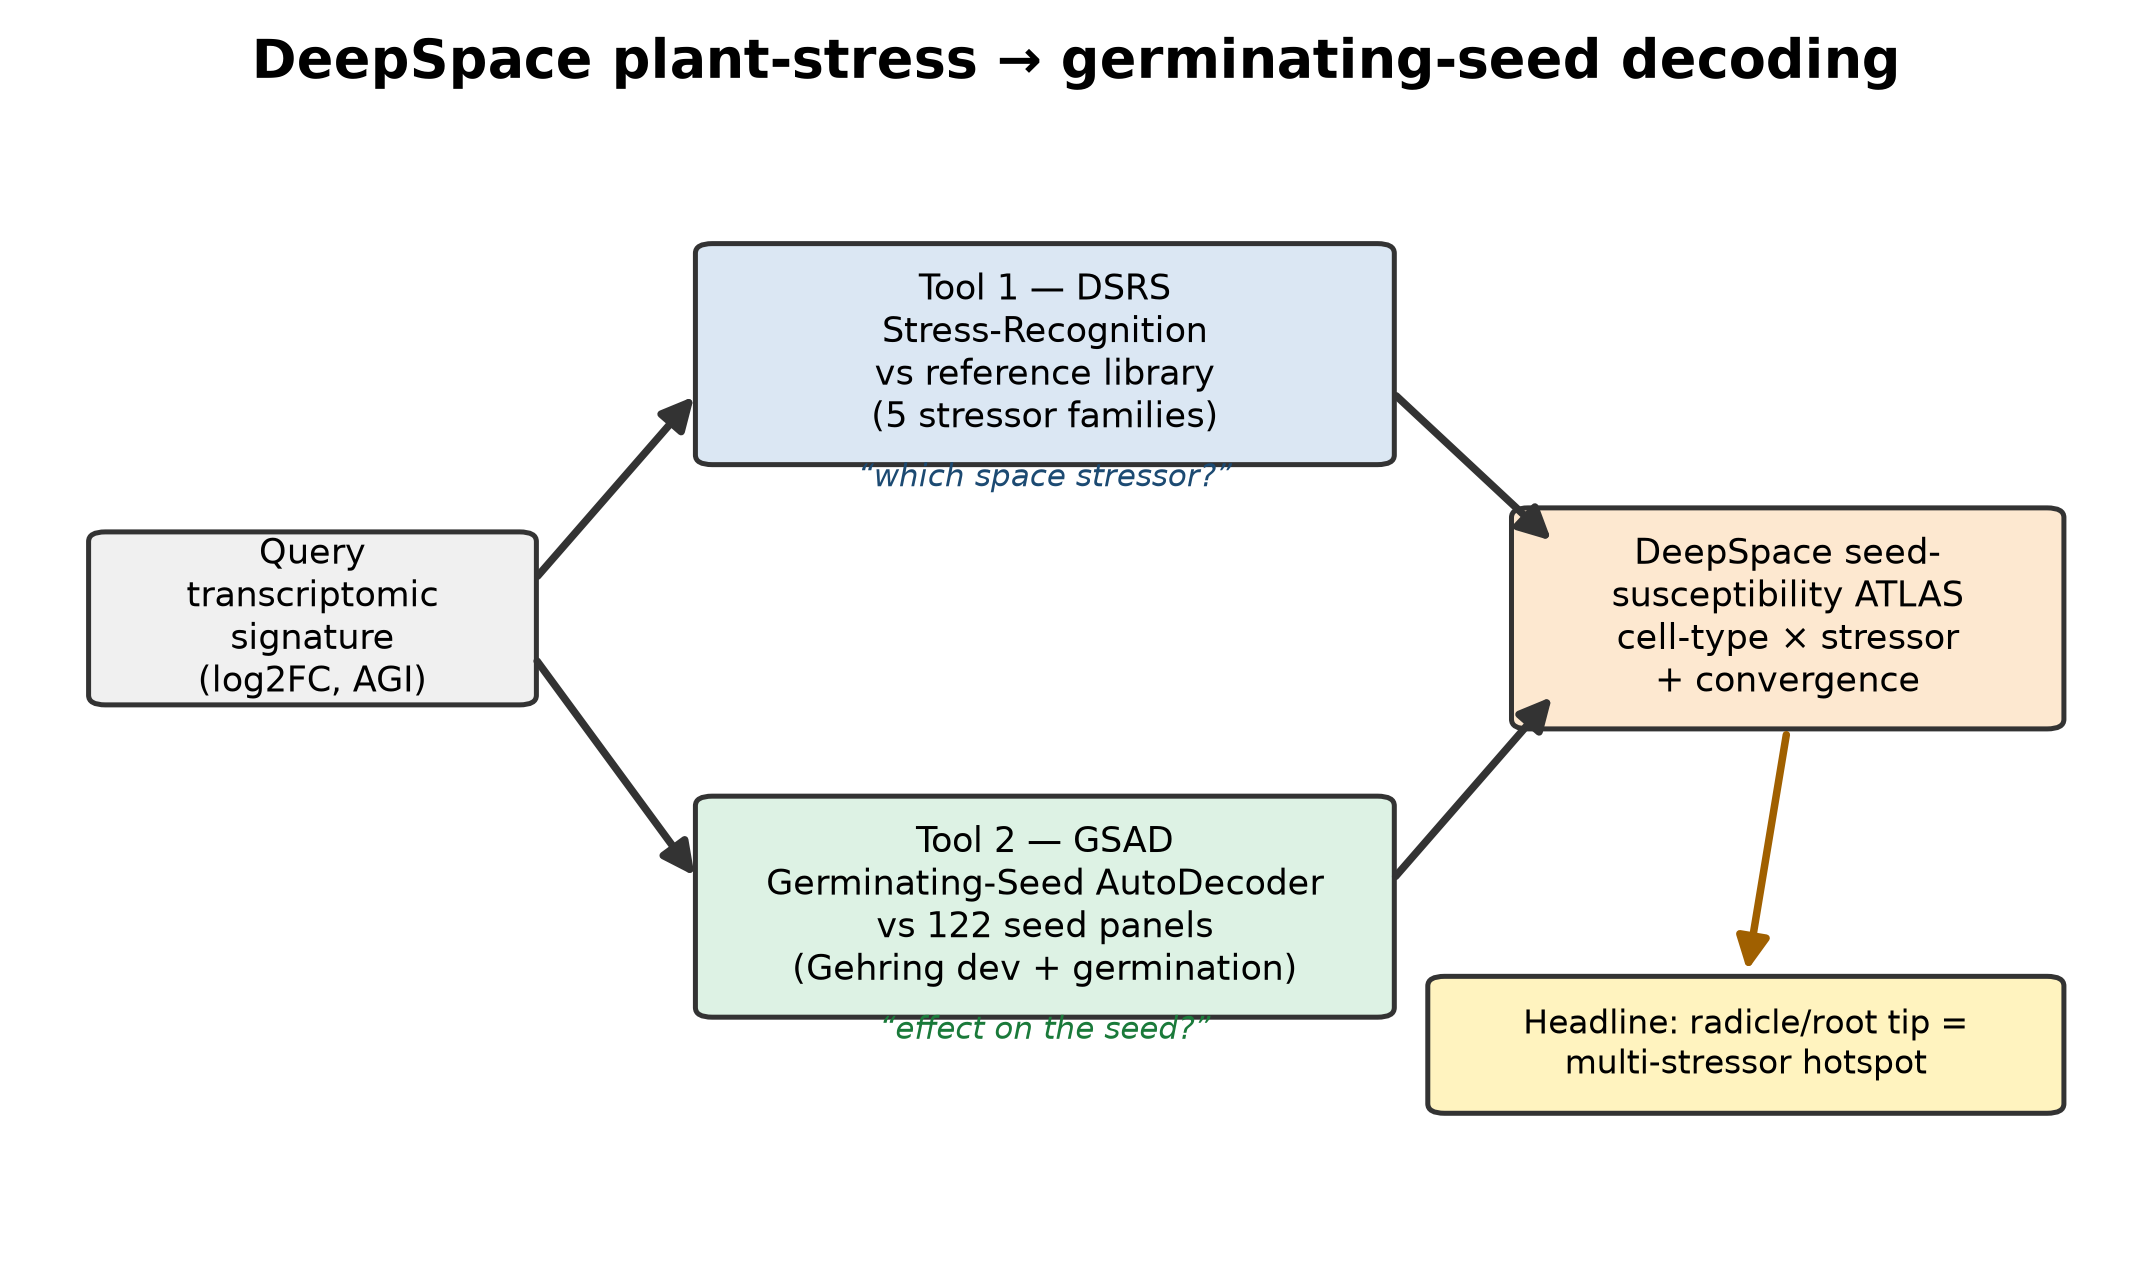 DeepSpace plant-stress → germinating-seed decoding
Query
transcriptomic
signature
(log2FC, AGI)
Tool 1 — DSRS
Stress-Recognition
vs reference library
(5 stressor families)
“which space stressor?”
Tool 2 — GSAD
Germinating-Seed AutoDecoder
vs 122 seed panels
(Gehring dev + germination)
“effect on the seed?”
DeepSpace seed-
susceptibility ATLAS
cell-type × stressor
+ convergence
Headline: radicle/root tip =
multi-stressor hotspot